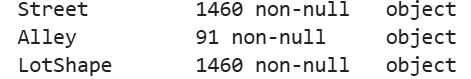 Street 1460 non-null object
Alley 91 non-null object
LotShape 1460 non-null object